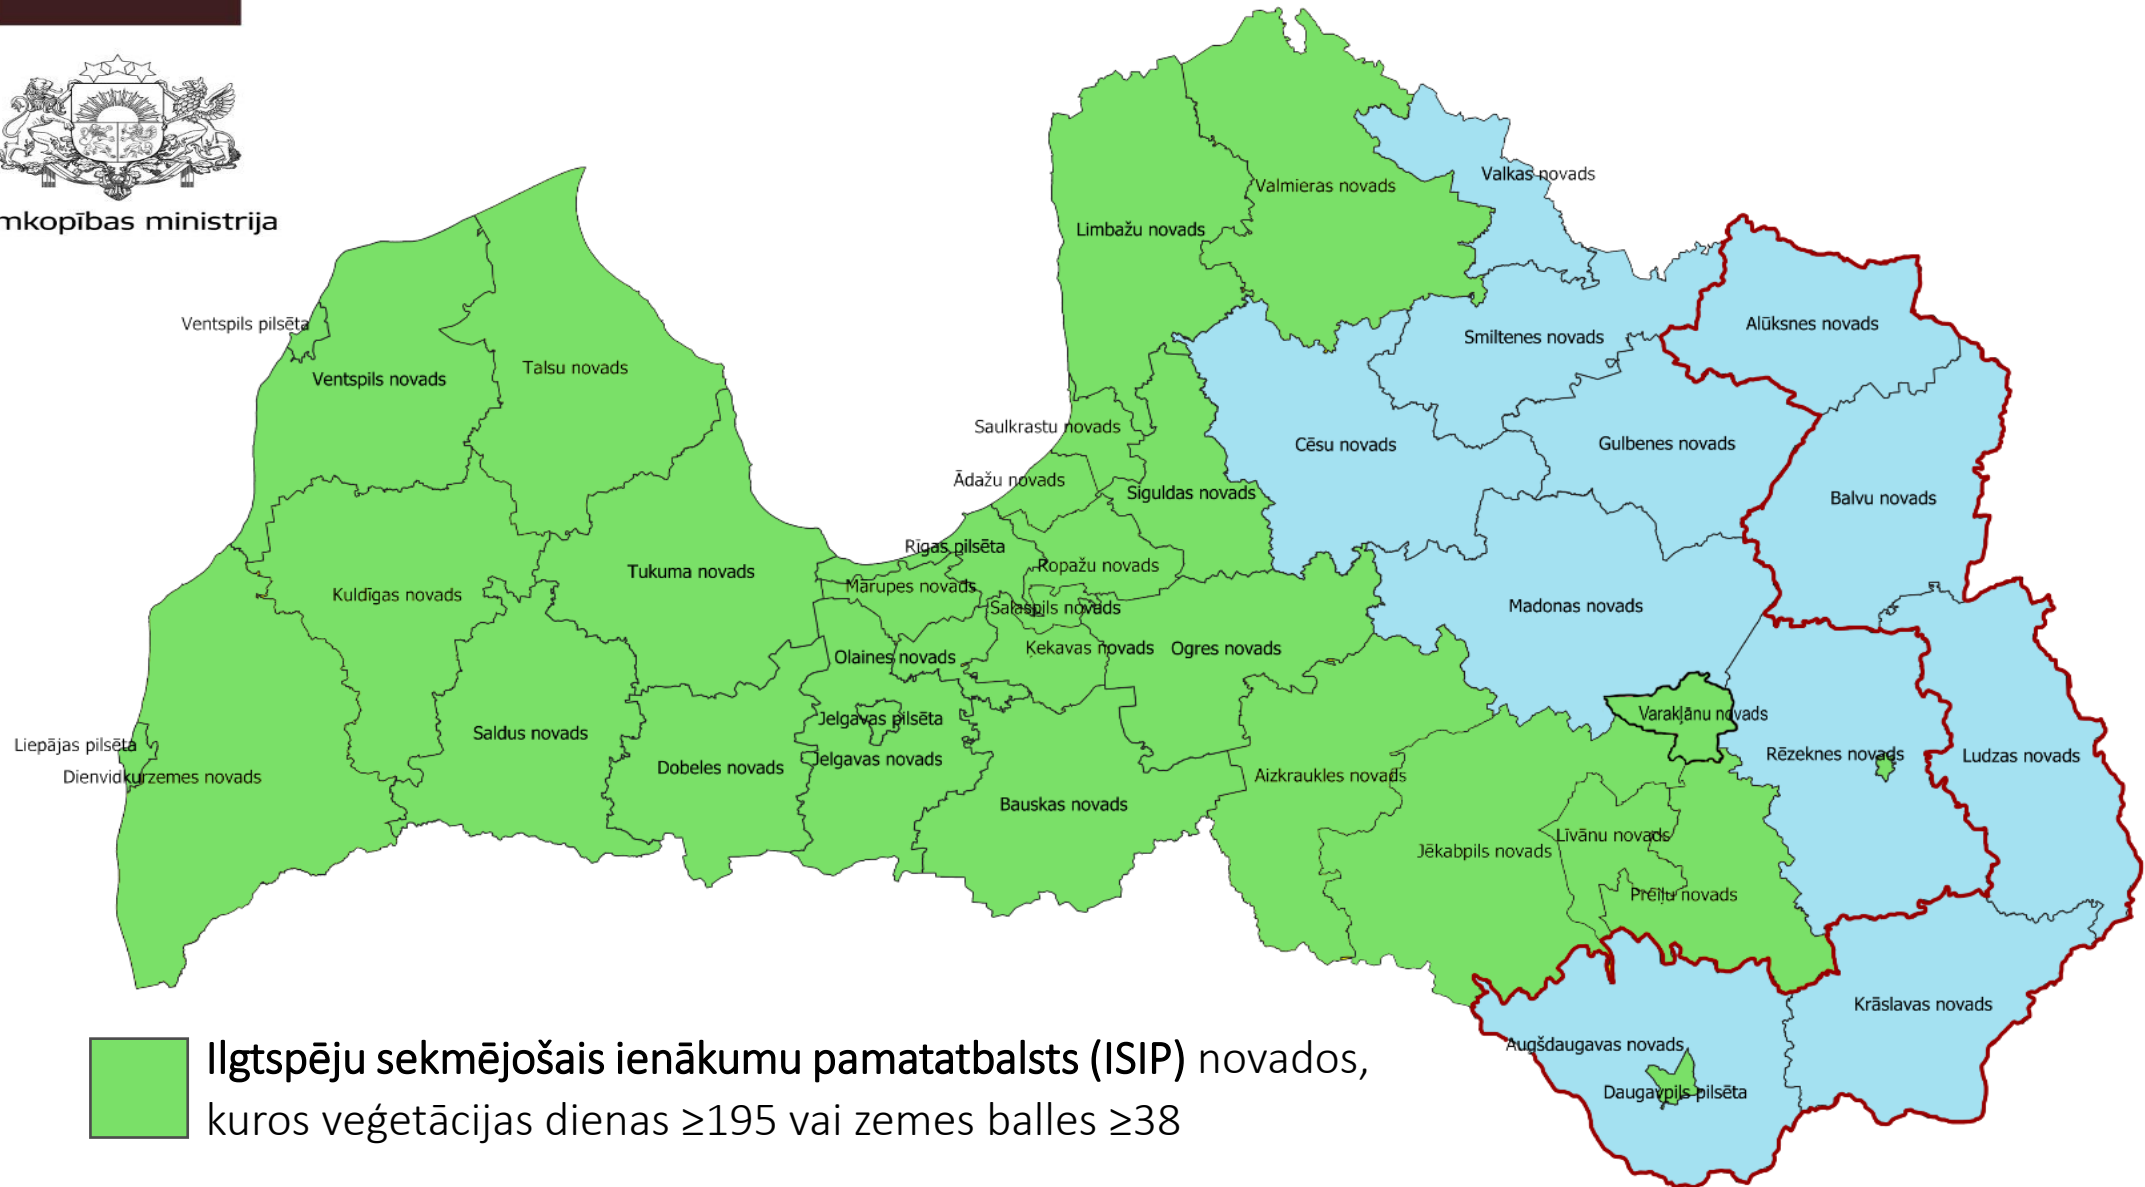 mkopības ministrija
Valkas novads
Valmieras novads
Limbažu novads
Ventspils pilsēta
Alūksnes novads
Smiltenes novads
Talsu novads
Ventspils novads
Saulkrastu novads
Cēsu novads
Gulbenes novads
Ādažu novads
Siguldas novads
Balvu novads
Rīgas pilsēta
Ropažu novads
Tukuma novads
Mārupes novads
Kuldīgas novads
Salaspils novads
Madonas novads
Ķekavas novads
Ogres novads
Olaines novads
Varakļānu novads
Jelgavas pilsēta
Saldus novads
Liepājas pilsēta
Rēzeknes novads
Ludzas novads
Jelgavas novads
Dobeles novads
Dienvidkurzemes novads
Aizkraukles novads
Bauskas novads
Līvānu novads
Jēkabpils novads
Preiļu novads
Krāslavas novads
Augšdaugavas novads
Daugavpils pilsēta
Ilgtspēju sekmējošais ienākumu pamatatbalsts (ISIP) novados,
kuros veģetācijas dienas ≥195 vai zemes balles ≥38